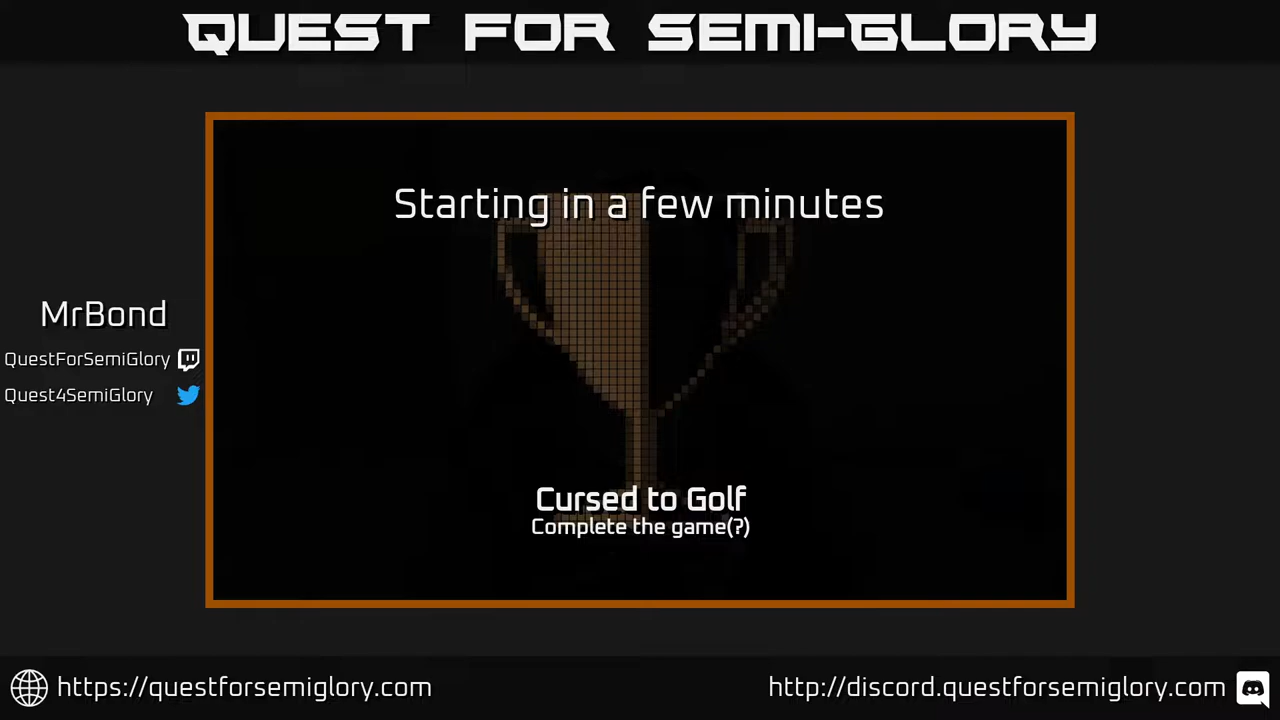 QUEST FOR SEMI-GLORY
Starting in a few minutes
MrBond
QuestForSemiGlory
Quest4SemiGlory
Cursed to Golf
Complete the game(?)
https://questforsemiglory.com
http://discord.questforsemiglory.com